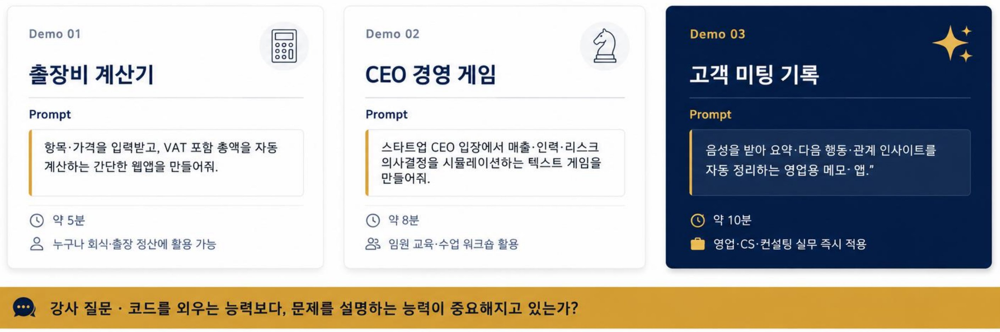 Demo 01
출장비 계산기
Prompt
항목·가격을 입력받고, VAT 포함 총액을 자동
계산하는 간단한 웹앱을 만들어줘.
약 5분
누구나 회식·출장 정산에 활용 가능
Demo 02
CEO 경영 게임
Prompt
스타트업 CEO 입장에서 매출·인력·리스크
의사결정을 시뮬레이션하는 텍스트 게임을
만들어줘.
약 8분
임원 교육·수업 워크숍 활용
Demo 03
고객 미팅 기록
Prompt
음성을 받아 요약·다음 행동·관계 인사이트를
자동 정리하는 영업용 메모- 앱.”
약 10분
영업·CS·컨설팅 실무 즉시 적용
강사 질문 · 코드를 외우는 능력보다, 문제를 설명하는 능력이 중요해지고 있는가?